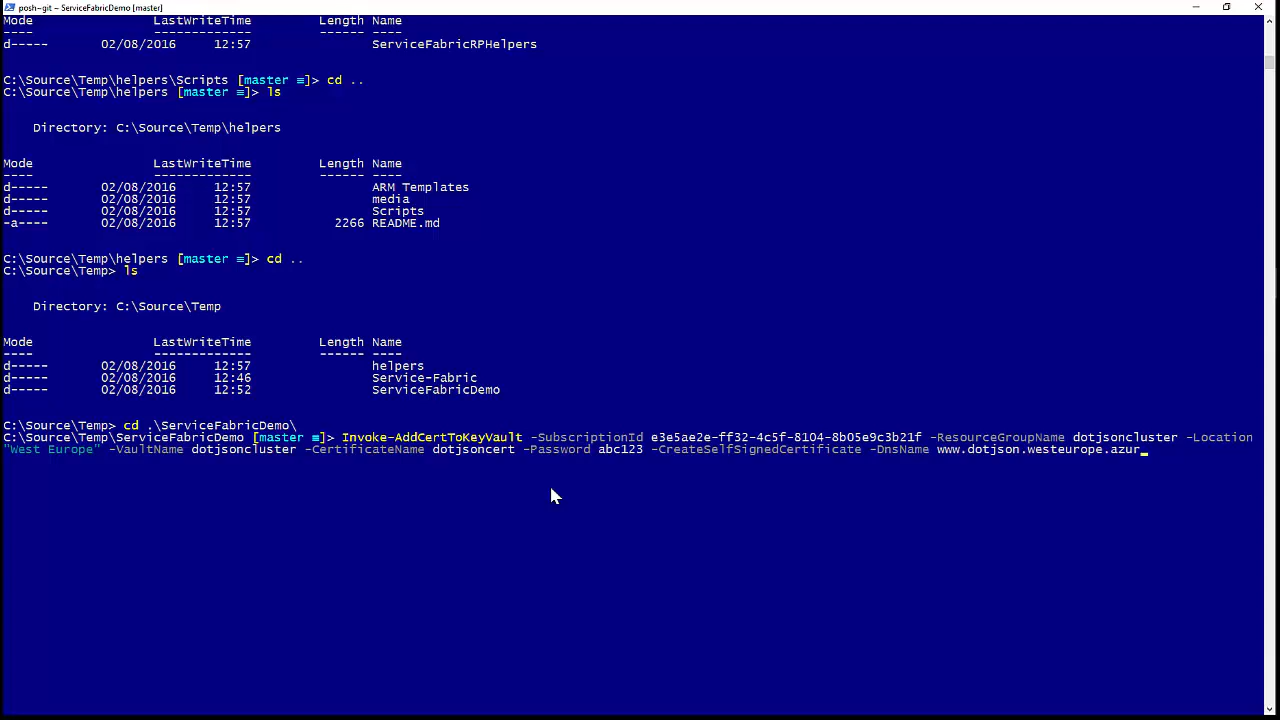 posh~git ~ ServiceFabricDemo [master]
Mode LastWriteTime Length Name
---- ------------- ------ ----
d----- 02/08/2016 12:57 ServiceFabricRPHelpers
C:\Source\Temp\helpers\Scripts [master ≡]> cd ..
C:\Source\Temp\helpers [master ≡]> ls
Directory: C:\Source\Temp\helpers
Mode LastWriteTime Length Name
---- ------------- ------ ----
d----- 02/08/2016 12:57 ARM Templates
d----- 02/08/2016 12:57 media
d----- 02/08/2016 12:57 Scripts
-a---- 02/08/2016 12:57 2266 README.md
C:\Source\Temp\helpers [master ≡]> cd ..
C:\Source\Temp> ls
Directory: C:\Source\Temp
Mode LastWriteTime Length Name
---- ------------- ------ ----
d----- 02/08/2016 12:57 helpers
d----- 02/08/2016 12:46 Service-Fabric
d----- 02/08/2016 12:52 ServiceFabricDemo
C:\Source\Temp> cd .\ServiceFabricDemo\
C:\Source\Temp\ServiceFabricDemo [master ≡]> Invoke-AddCertToKeyVault -SubscriptionId e3e5ae2e-ff32-4c5f-8104-8b05e9c3b21f -ResourceGroupName dotjsoncluster -Location
"West Europe" -VaultName dotjsoncluster -CertificateName dotjsoncert -Password abc123 -CreateSelfSignedCertificate -DnsName www.dotjson.westeurope.azur